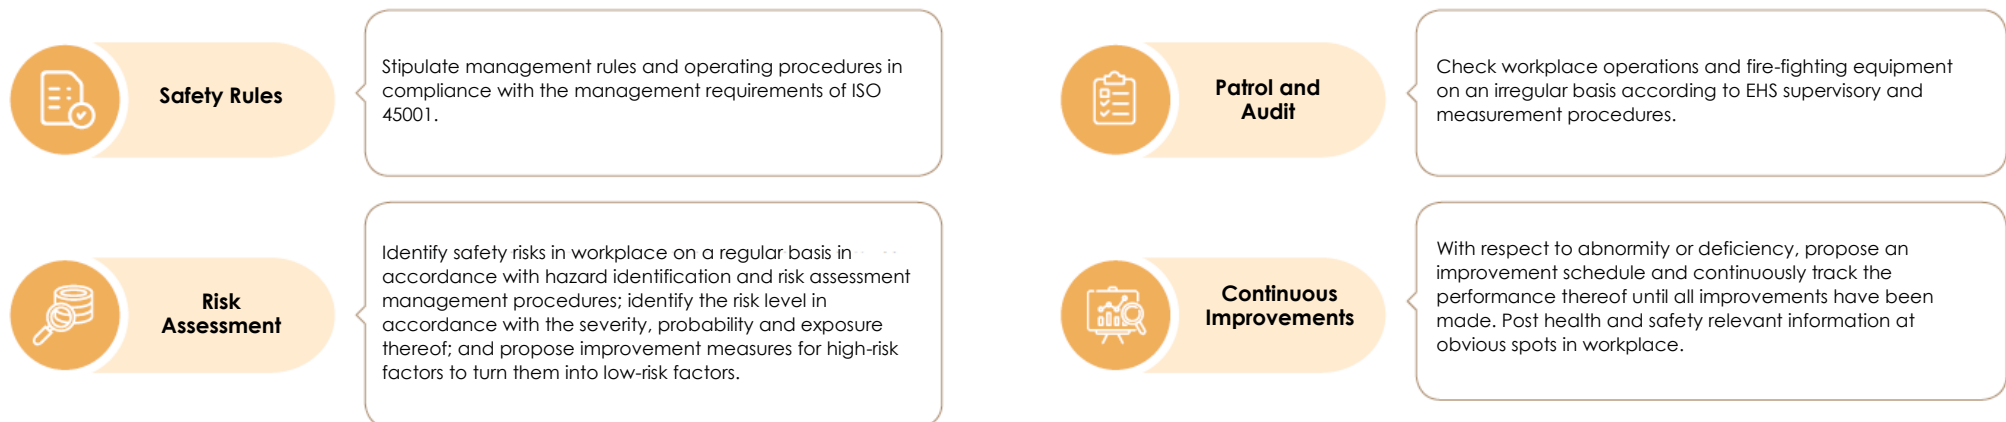 Safety Rules
Stipulate management rules and operating procedures in
compliance with the management requirements of ISO
45001.
Risk
Assessment
Identify safety risks in workplace on a regular basis in
accordance with hazard identification and risk assessment
management procedures; identify the risk level in
accordance with the severity, probability and exposure
thereof; and propose improvement measures for high-risk
factors to turn them into low-risk factors.
Patrol and
Audit
Check workplace operations and fire-fighting equipment
on an irregular basis according to EHS supervisory and
measurement procedures.
Continuous
Improvements
With respect to abnormity or deficiency, propose an
improvement schedule and continuously track the
performance thereof until all improvements have been
made. Post health and safety relevant information at
obvious spots in workplace.